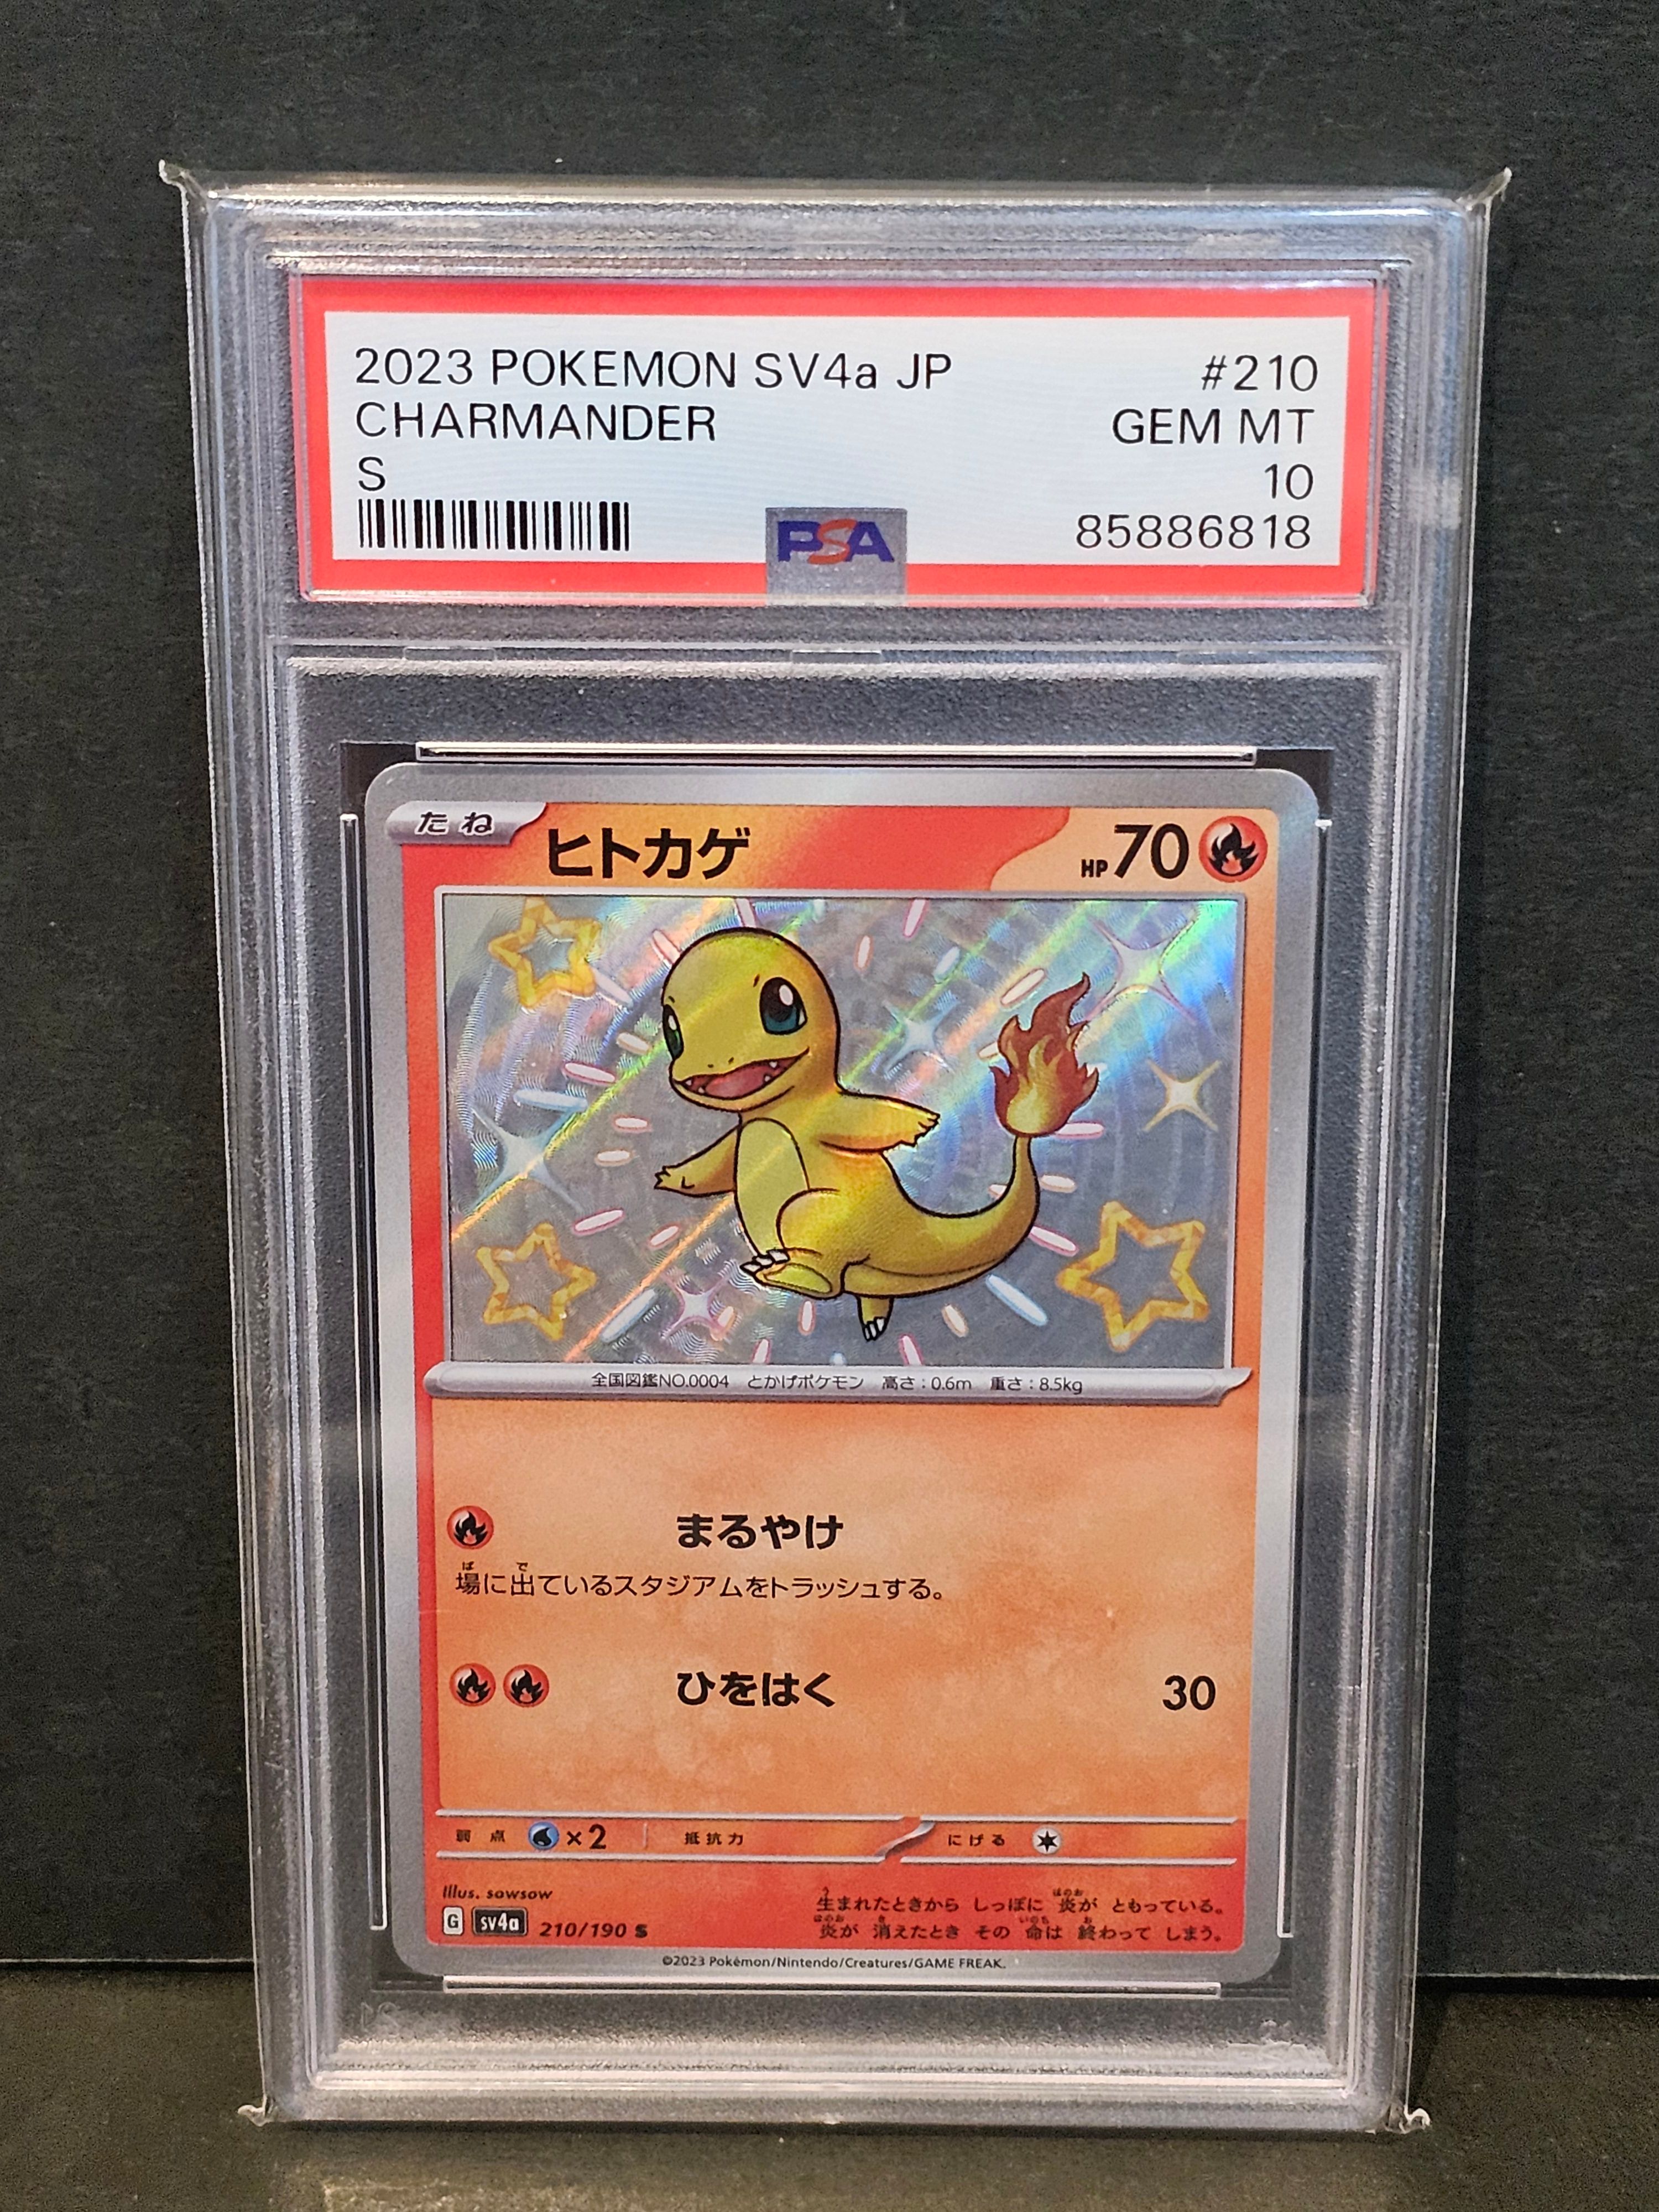 2023 POKEMON SV4a JP #210
CHARMANDER GEM MT
S 10
PSA 85886818
たね ヒトカゲ HP70
全国図鑑NO.0004 とかげポケモン 高さ:0.6m 重さ:8.5kg
まるやけ
場に出ているスタジアムをトラッシュする。
ひをはく 30
弱点 ×2 抵抗力 にげる
Illus. sowsow
G sv4a 210/190 S
生まれたときから しっぽに 炎が ともっている。
炎が 消えたとき その 命は 終わって しまう。
©2023 Pokémon/Nintendo/Creatures/GAME FREAK.